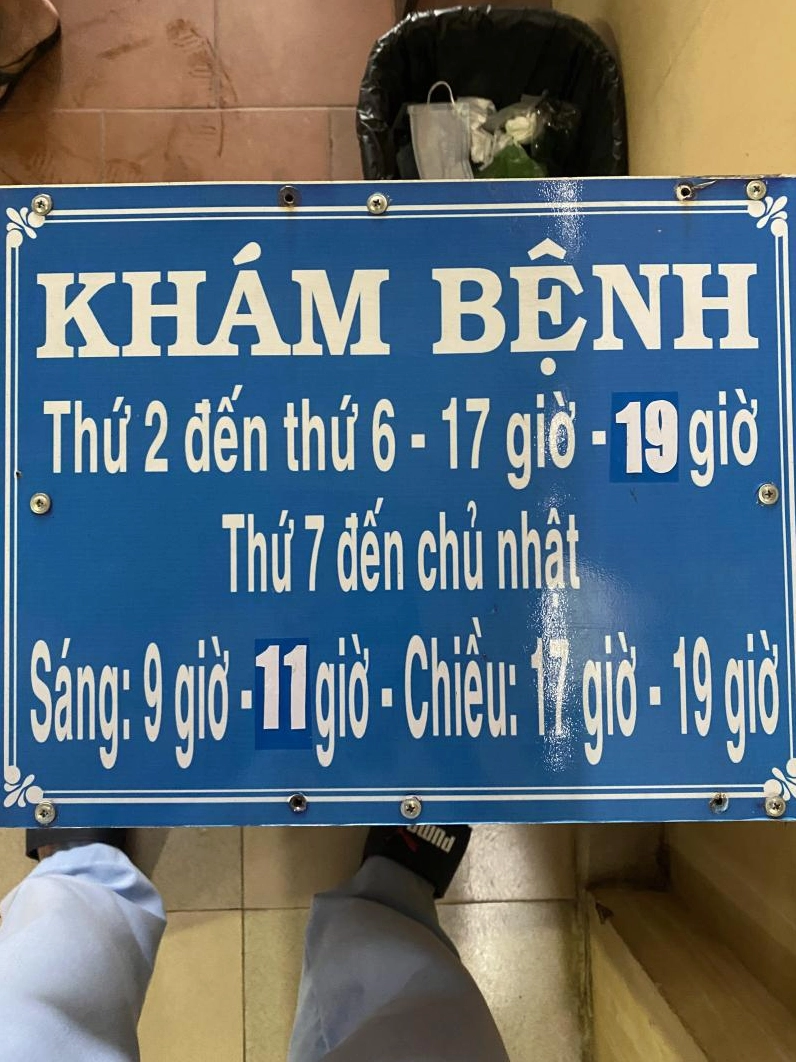 KHÁM BỆNH
Thứ 2 đến thứ 6 - 17 giờ - 19 giờ
Thứ 7 đến chủ nhật
Sáng: 9 giờ - 11 giờ - Chiều: 17 giờ - 19 giờ
PUMA